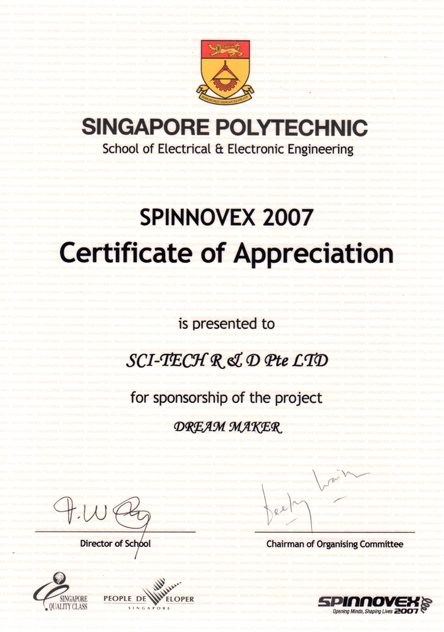 SINGAPORE POLYTECHNIC
School of Electrical & Electronic Engineering
SPINNOVEX 2007
Certificate of Appreciation
is presented to
SCI-TECH R & D Pte LTD
for sponsorship of the project
DREAM MAKER
Director of School
Chairman of Organising Committee
SINGAPORE
QUALITY CLASS
PEOPLE DEVELOPER
SINGAPORE
SPINNOVEX
Opening Minds, Shaping Lives 2007